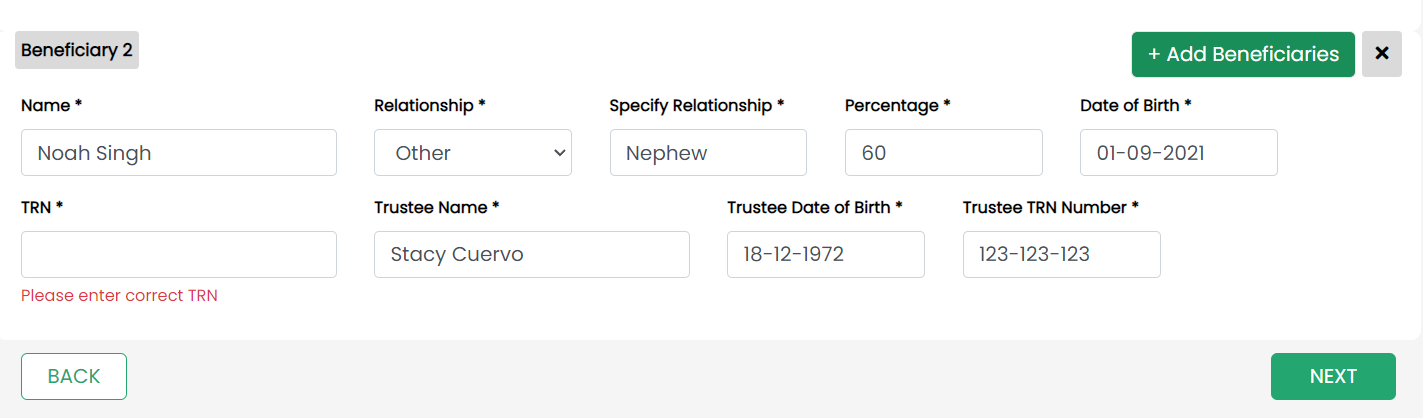 Beneficiary 2
+ Add Beneficiaries
×
Name * Relationship * Specify Relationship * Percentage * Date of Birth *
Noah Singh Other Nephew 60 01-09-2021
TRN * Trustee Name * Trustee Date of Birth * Trustee TRN Number *
Stacy Cuervo 18-12-1972 123-123-123
Please enter correct TRN
BACK NEXT